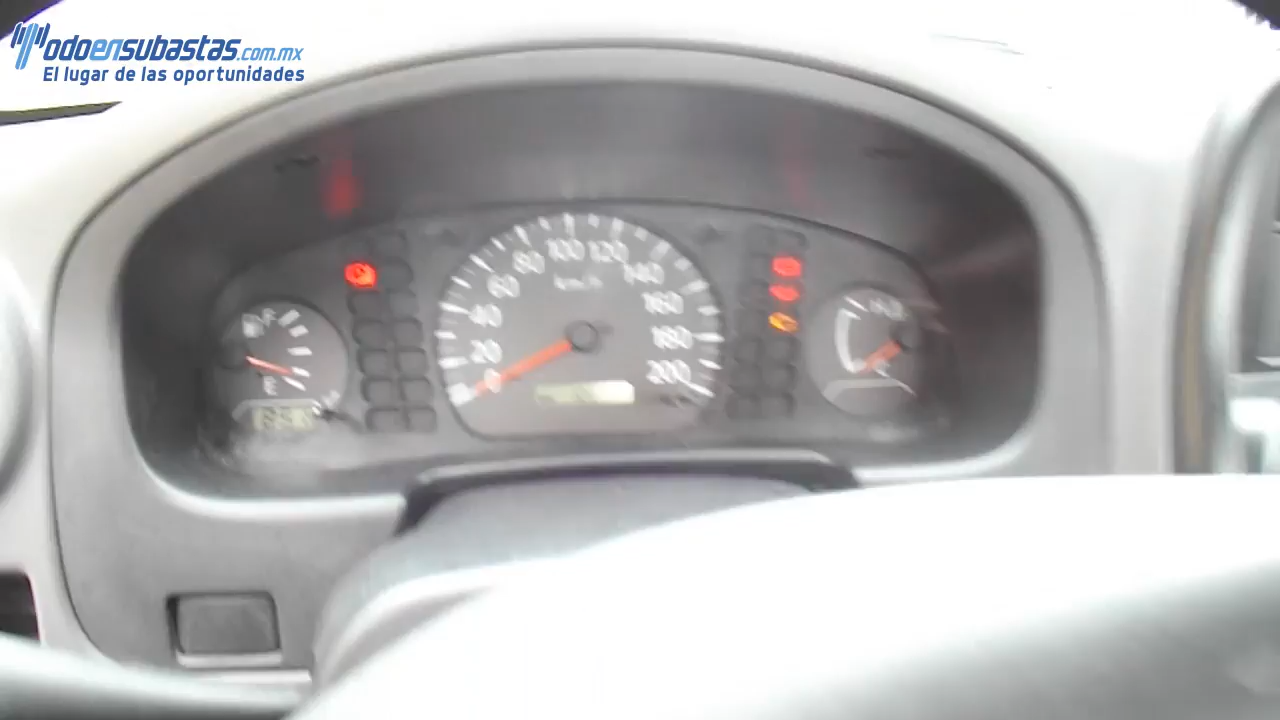 Todoensubastas.com.mx
El lugar de las oportunidades
0
20
40
60
80
100
120
140
160
180
200
km/h
F
E